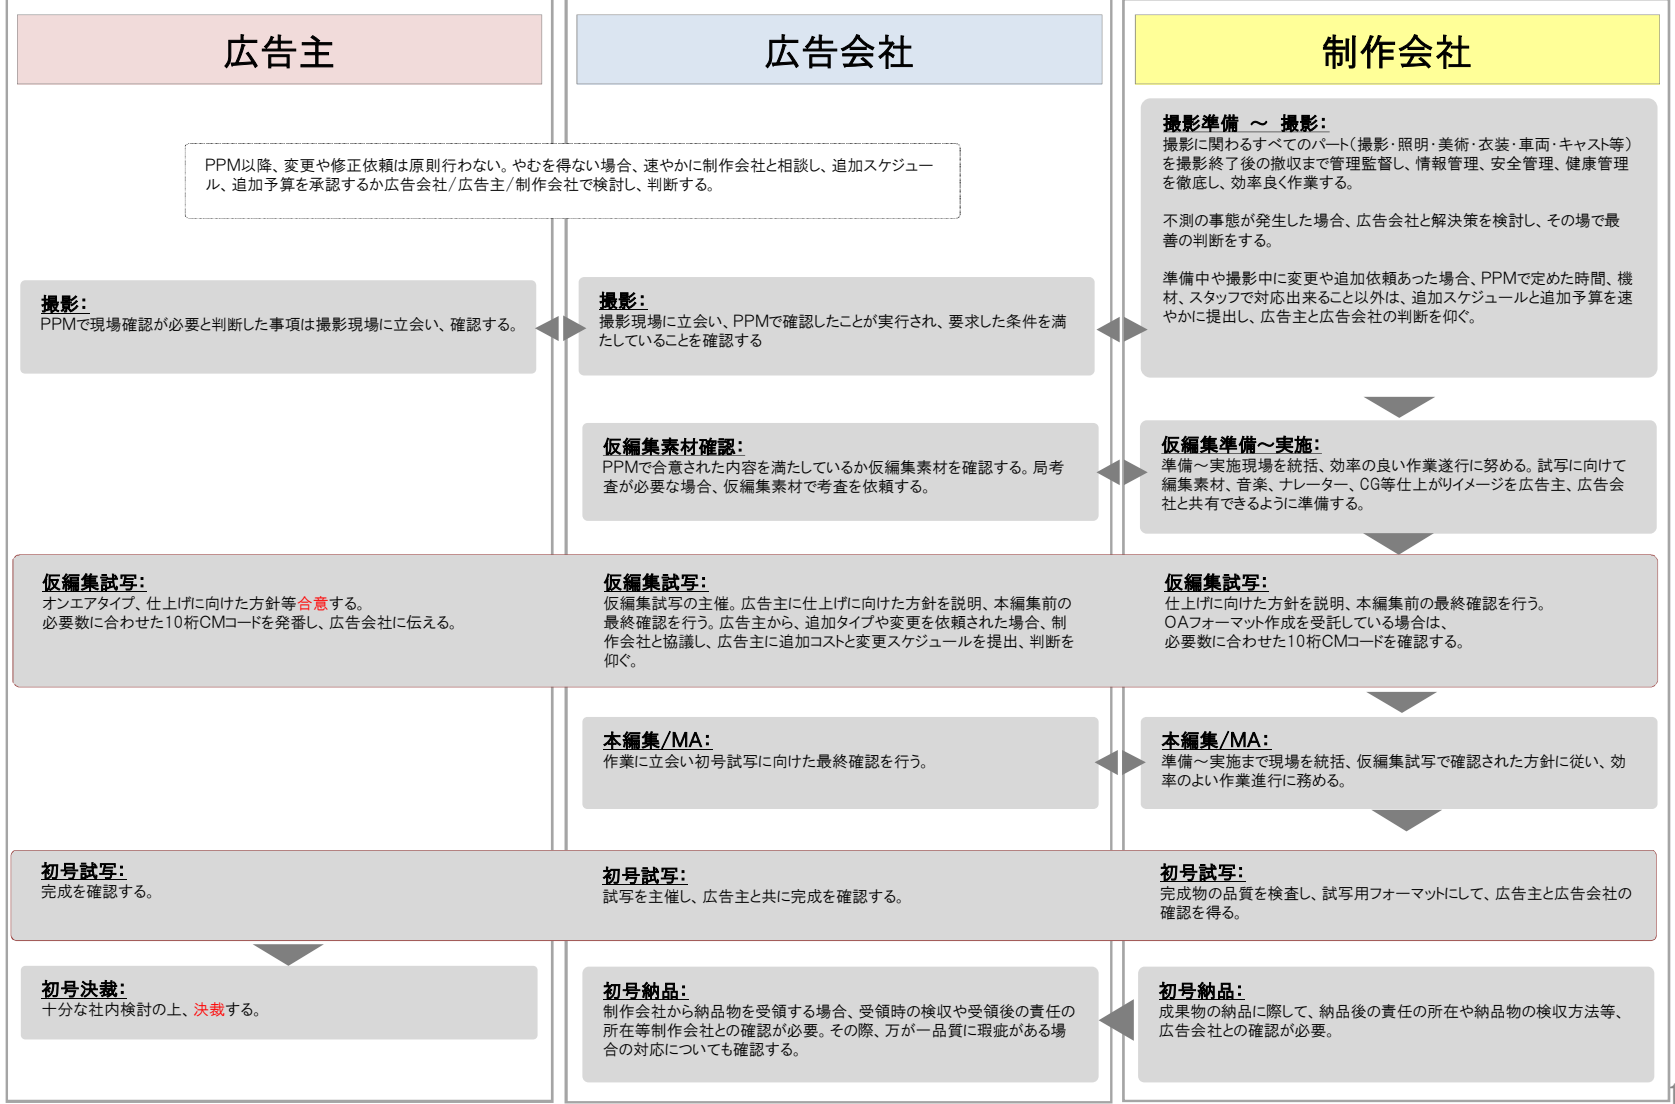 広告主
広告会社
制作会社
PPM以降、変更や修正依頼は原則行わない。やむを得ない場合、速やかに制作会社と相談し、追加スケジュー
ル、追加予算を承認するか広告会社/広告主/制作会社で検討し、判断する。
撮影準備 ～ 撮影：
撮影に関わるすべてのパート（撮影・照明・美術・衣装・車両・キャスト等）
を撮影終了後の撤収まで管理監督し、情報管理、安全管理、健康管理
を徹底し、効率良く作業する。
不測の事態が発生した場合、広告会社と解決策を検討し、その場で最
善の判断をする。
準備中や撮影中に変更や追加依頼あった場合、PPMで定めた時間、機
材、スタッフで対応出来ること以外は、追加スケジュールと追加予算を速
やかに提出し、広告主と広告会社の判断を仰ぐ。
撮影：
PPMで現場確認が必要と判断した事項は撮影現場に立会い、確認する。
撮影：
撮影現場に立会い、PPMで確認したことが実行され、要求した条件を満
たしていることを確認する
仮編集素材確認：
PPMで合意された内容を満たしているか仮編集素材を確認する。局考
査が必要な場合、仮編集素材で考査を依頼する。
仮編集準備～実施：
準備～実施現場を統括、効率の良い作業遂行に努める。試写に向けて
編集素材、音楽、ナレーター、CG等仕上がりイメージを広告主、広告会
社と共有できるように準備する。
仮編集試写：
オンエアタイプ、仕上げに向けた方針等合意する。
必要数に合わせた10桁CMコードを発番し、広告会社に伝える。
仮編集試写：
仮編集試写の主催。広告主に仕上げに向けた方針を説明、本編集前の
最終確認を行う。広告主から、追加タイプや変更を依頼された場合、制
作会社と協議し、広告主に追加コストと変更スケジュールを提出、判断を
仰ぐ。
仮編集試写：
仕上げに向けた方針を説明、本編集前の最終確認を行う。
OAフォーマット作成を受託している場合は、
必要数に合わせた10桁CMコードを確認する。
本編集/MA：
作業に立会い初号試写に向けた最終確認を行う。
本編集/MA：
準備～実施まで現場を統括、仮編集試写で確認された方針に従い、効
率のよい作業進行に務める。
初号試写：
完成を確認する。
初号試写：
試写を主催し、広告主と共に完成を確認する。
初号試写：
完成物の品質を検査し、試写用フォーマットにして、広告主と広告会社の
確認を得る。
初号決裁：
十分な社内検討の上、決裁する。
初号納品：
制作会社から納品物を受領する場合、受領時の検収や受領後の責任の
所在等制作会社との確認が必要。その際、万が一品質に瑕疵がある場
合の対応についても確認する。
初号納品：
成果物の納品に際して、納品後の責任の所在や納品物の検収方法等、
広告会社との確認が必要。